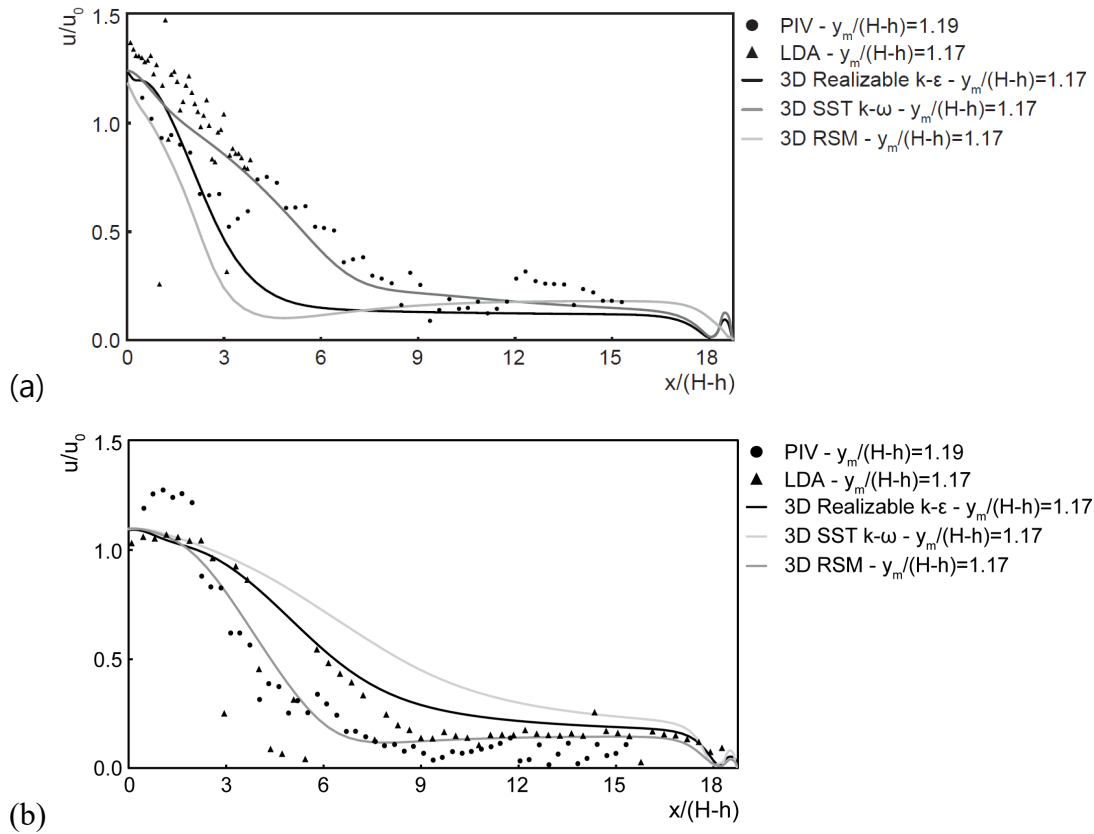 1.5
u/u0
1.0
0.5
0.0
0 3 6 9 12 15 18
x/(H-h)
PIV - ym/(H-h)=1.19
LDA - ym/(H-h)=1.17
3D Realizable k-ε - ym/(H-h)=1.17
3D SST k-ω - ym/(H-h)=1.17
3D RSM - ym/(H-h)=1.17
(a)
1.5
u/u0
1.0
0.5
0.0
0 3 6 9 12 15 18
x/(H-h)
PIV - ym/(H-h)=1.19
LDA - ym/(H-h)=1.17
3D Realizable k-ε - ym/(H-h)=1.17
3D SST k-ω - ym/(H-h)=1.17
3D RSM - ym/(H-h)=1.17
(b)